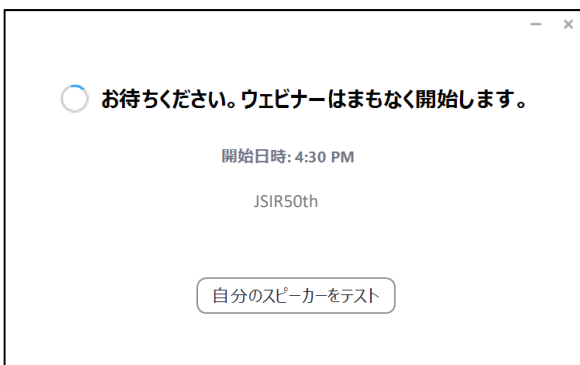 お待ちください。ウェビナーはまもなく開始します。
開始日時: 4:30 PM
JSIR50th
自分のスピーカーをテスト